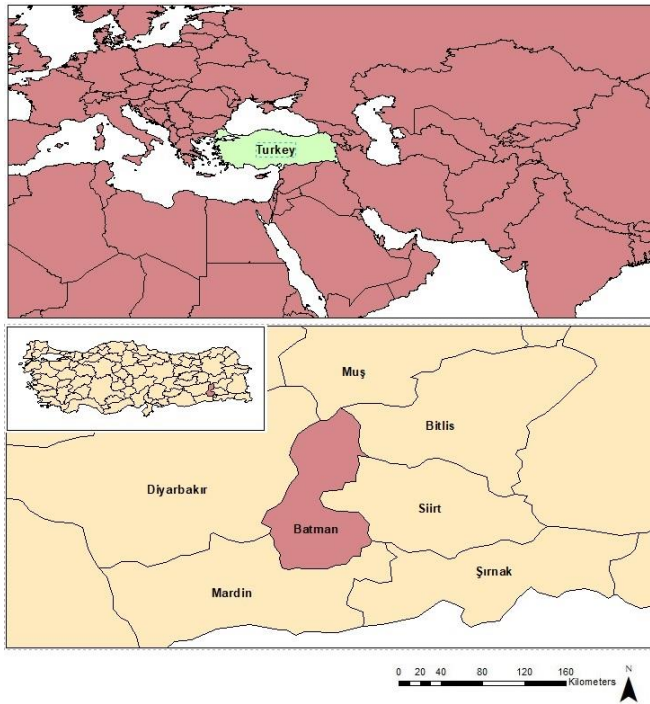 Turkey
Muş
Bitlis
Diyarbakır
Siirt
Batman
Şırnak
Mardin
0 20 40 80 120 160
Kilometers
N